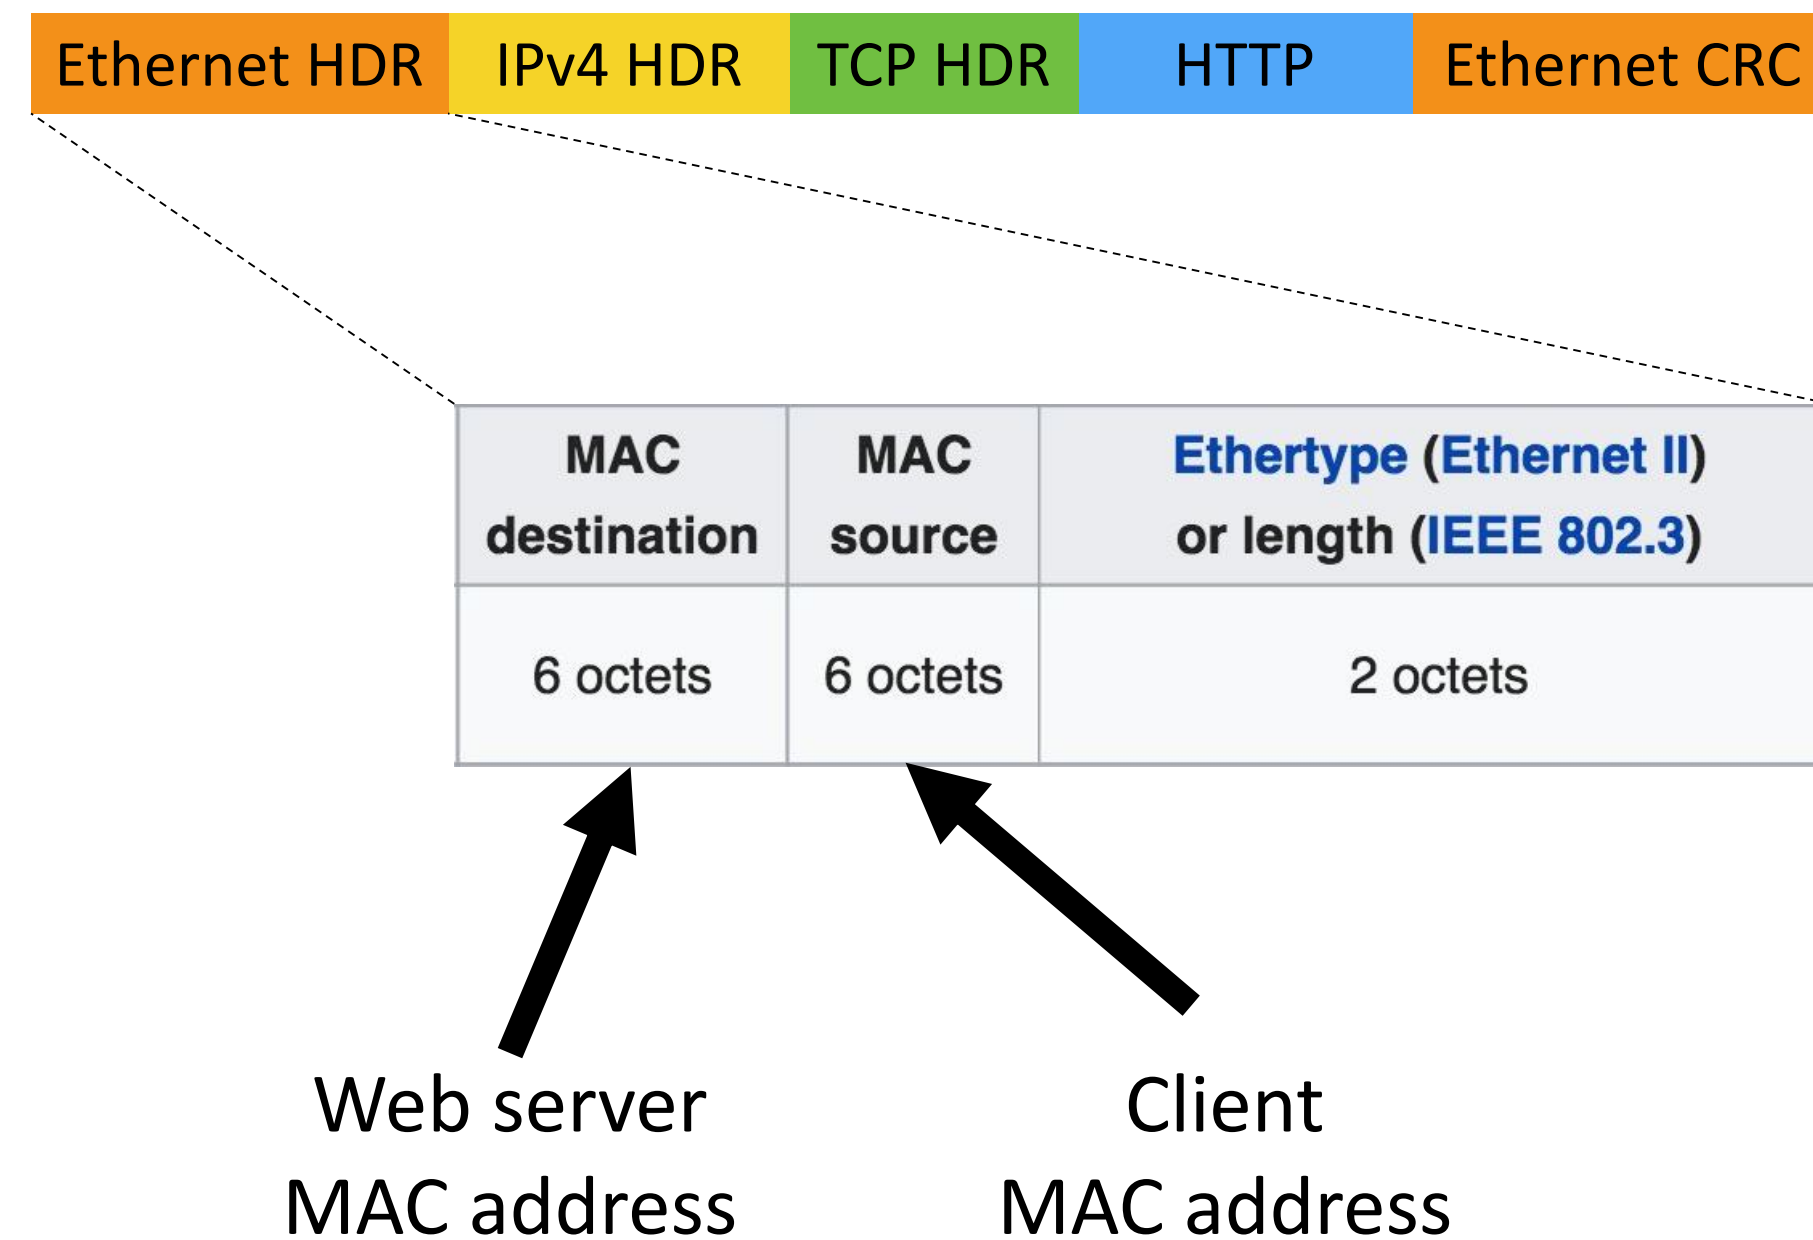 Ethernet HDR IPv4 HDR TCP HDR HTTP Ethernet CRC
MAC destination
MAC source
Ethertype (Ethernet II)
or length (IEEE 802.3)
6 octets 6 octets 2 octets
Web server
MAC address
Client
MAC address